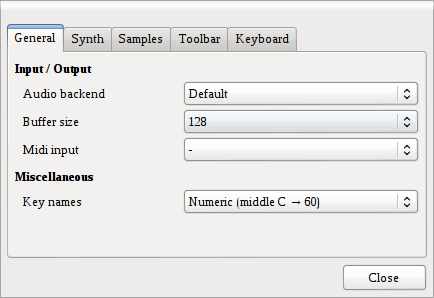 General Synth Samples Toolbar Keyboard
Input / Output
Audio backend Default
Buffer size 128
Midi input -
Miscellaneous
Key names Numeric (middle C → 60)
Close